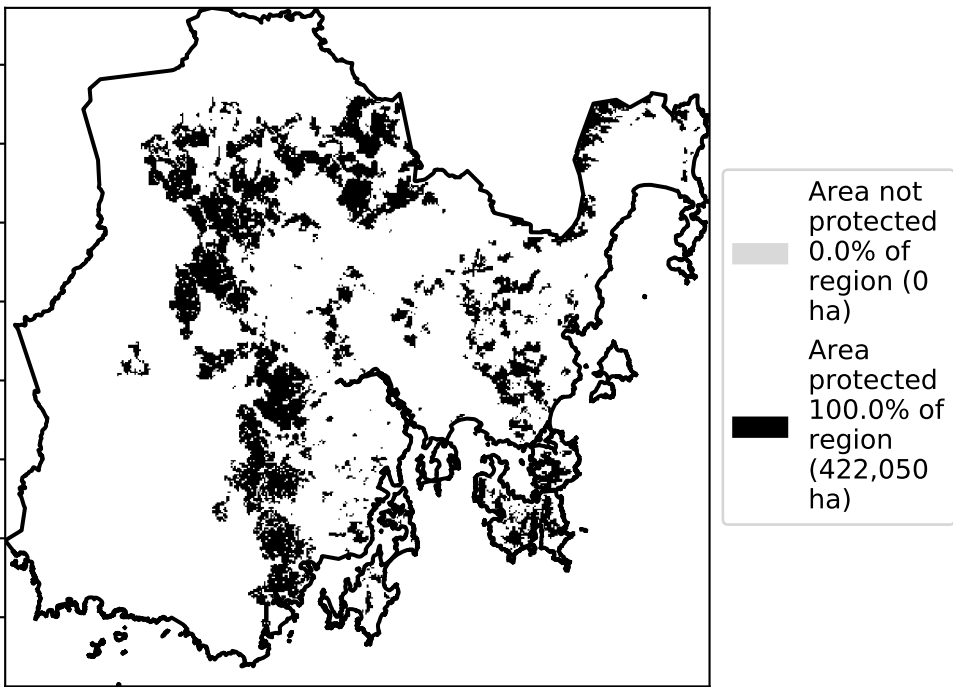 Area not
protected
0.0% of
region (0
ha)
Area
protected
100.0% of
region
(422,050
ha)